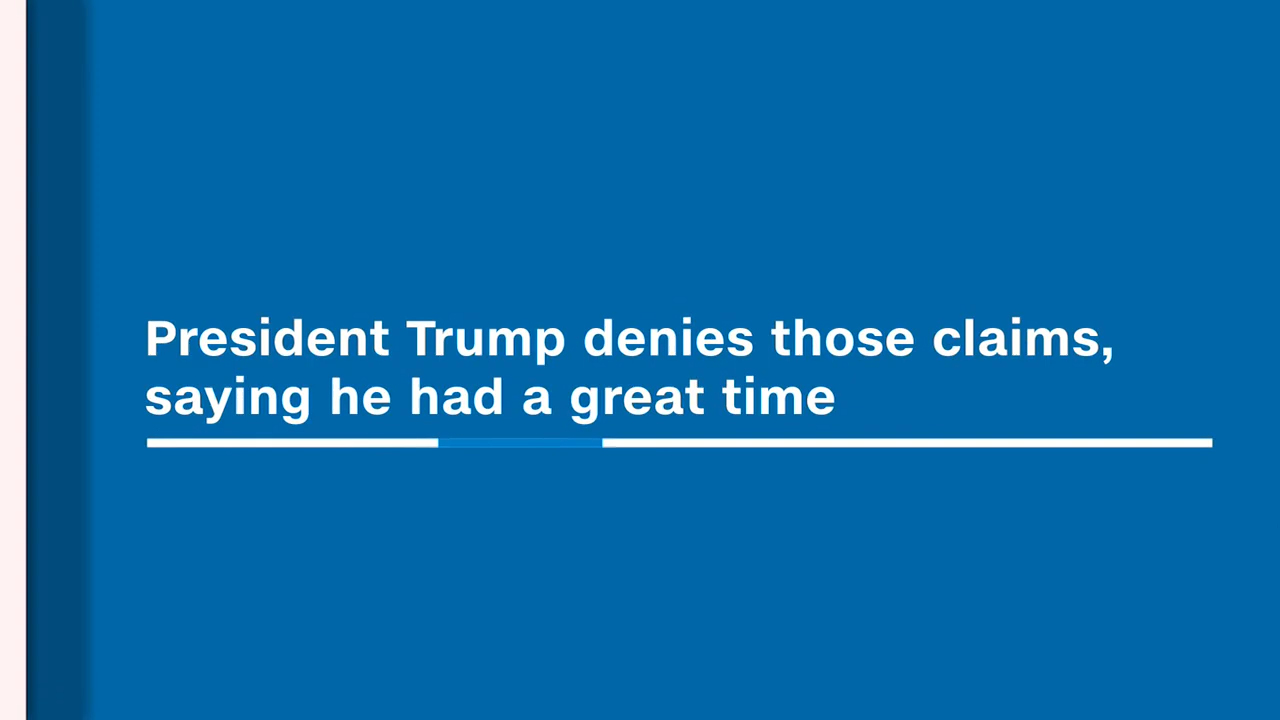 President Trump denies those claims,
saying he had a great time